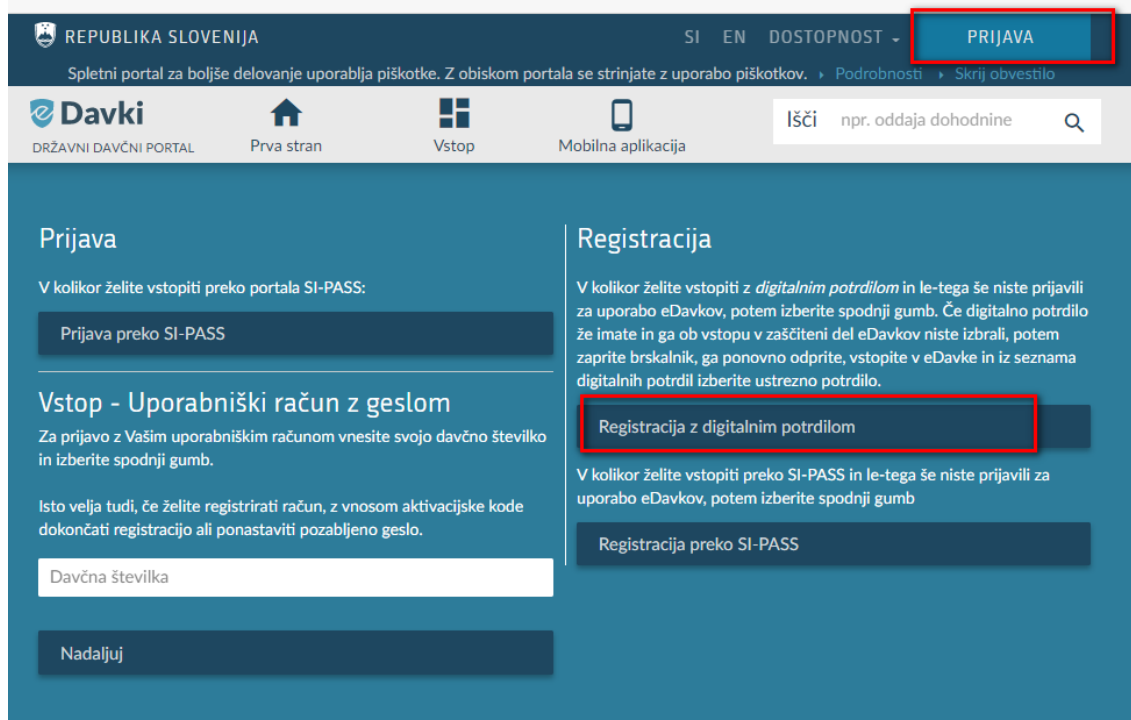 REPUBLIKA SLOVENIJA
SI EN DOSTOPNOST PRIJAVA
Spletni portal za boljše delovanje uporablja piškotke. Z obiskom portala se strinjate z uporabo piškotkov. Podrobnosti Skrij obvestilo
Davki
DRŽAVNI DAVČNI PORTAL
Prva stran
Vstop
Mobilna aplikacija
Išči npr. oddaja dohodnine
Prijava
V kolikor želite vstopiti preko portala SI-PASS:
Prijava preko SI-PASS
Vstop - Uporabniški račun z geslom
Za prijavo z Vašim uporabniškim računom vnesite svojo davčno številko
in izberite spodnji gumb.
Isto velja tudi, če želite registrirati račun, z vnosom aktivacijske kode
dokončati registracijo ali ponastaviti pozabljeno geslo.
Davčna številka
Nadaljuj
Registracija
V kolikor želite vstopiti z digitalnim potrdilom in le-tega še niste prijavili
za uporabo eDavkov, potem izberite spodnji gumb. Če digitalno potrdilo
že imate in ga ob vstopu v zaščiteni del eDavkov niste izbrali, potem
zaprite brskalnik, ga ponovno odprite, vstopite v eDavke in iz seznama
digitalnih potrdil izberite ustrezno potrdilo.
Registracija z digitalnim potrdilom
V kolikor želite vstopiti preko SI-PASS in le-tega še niste prijavili za
uporabo eDavkov, potem izberite spodnji gumb
Registracija preko SI-PASS